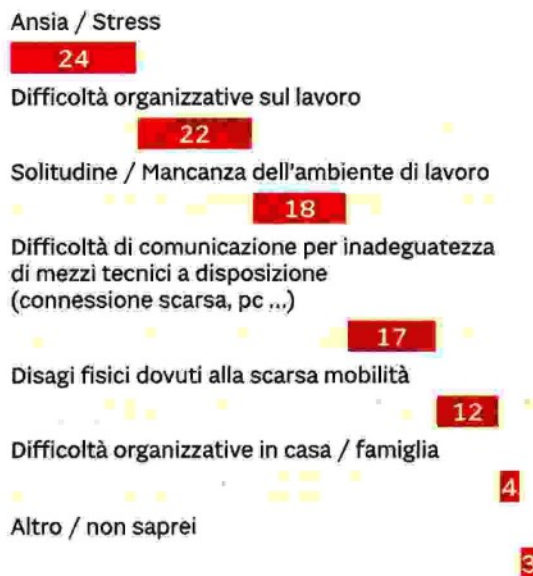 Ansia / Stress
24
Difficoltà organizzative sul lavoro
22
Solitudine / Mancanza dell'ambiente di lavoro
18
Difficoltà di comunicazione per inadeguatezza
di mezzi tecnici a disposizione
(connessione scarsa, pc ...)
17
Disagi fisici dovuti alla scarsa mobilità
12
Difficoltà organizzative in casa / famiglia
4
Altro / non saprei
3